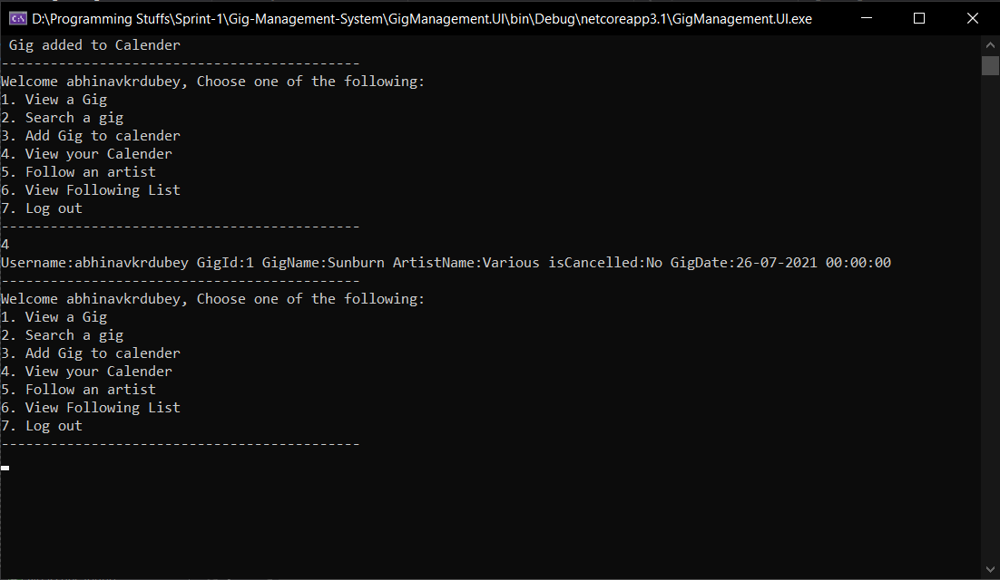 D:\Programming Stuffs\Sprint-1\Gig-Management-System\GigManagement.UI\bin\Debug\netcoreapp3.1\GigManagement.UI.exe
Gig added to Calender
--------------------------------------------
Welcome abhinavkrdubey, Choose one of the following:
1. View a Gig
2. Search a gig
3. Add Gig to calender
4. View your Calender
5. Follow an artist
6. View Following List
7. Log out
--------------------------------------------
4
Username:abhinavkrdubey GigId:1 GigName:Sunburn ArtistName:Various isCancelled:No GigDate:26-07-2021 00:00:00
--------------------------------------------
Welcome abhinavkrdubey, Choose one of the following:
1. View a Gig
2. Search a gig
3. Add Gig to calender
4. View your Calender
5. Follow an artist
6. View Following List
7. Log out
--------------------------------------------